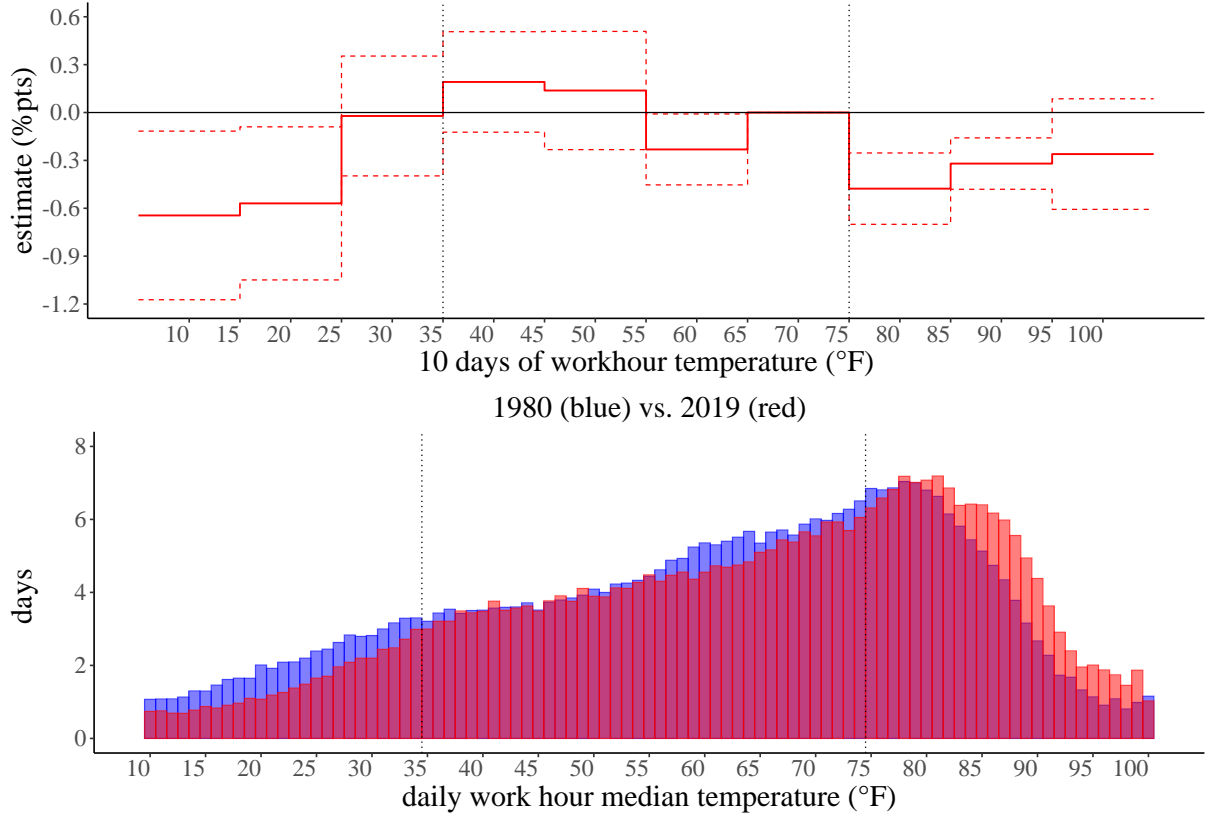 0.6
0.3
0.0
-0.3
-0.6
-0.9
-1.2
estimate (%pts)
10 15 20 25 30 35 40 45 50 55 60 65 70 75 80 85 90 95 100
10 days of workhour temperature (°F)
1980 (blue) vs. 2019 (red)
8
6
4
2
0
days
10 15 20 25 30 35 40 45 50 55 60 65 70 75 80 85 90 95 100
daily work hour median temperature (°F)